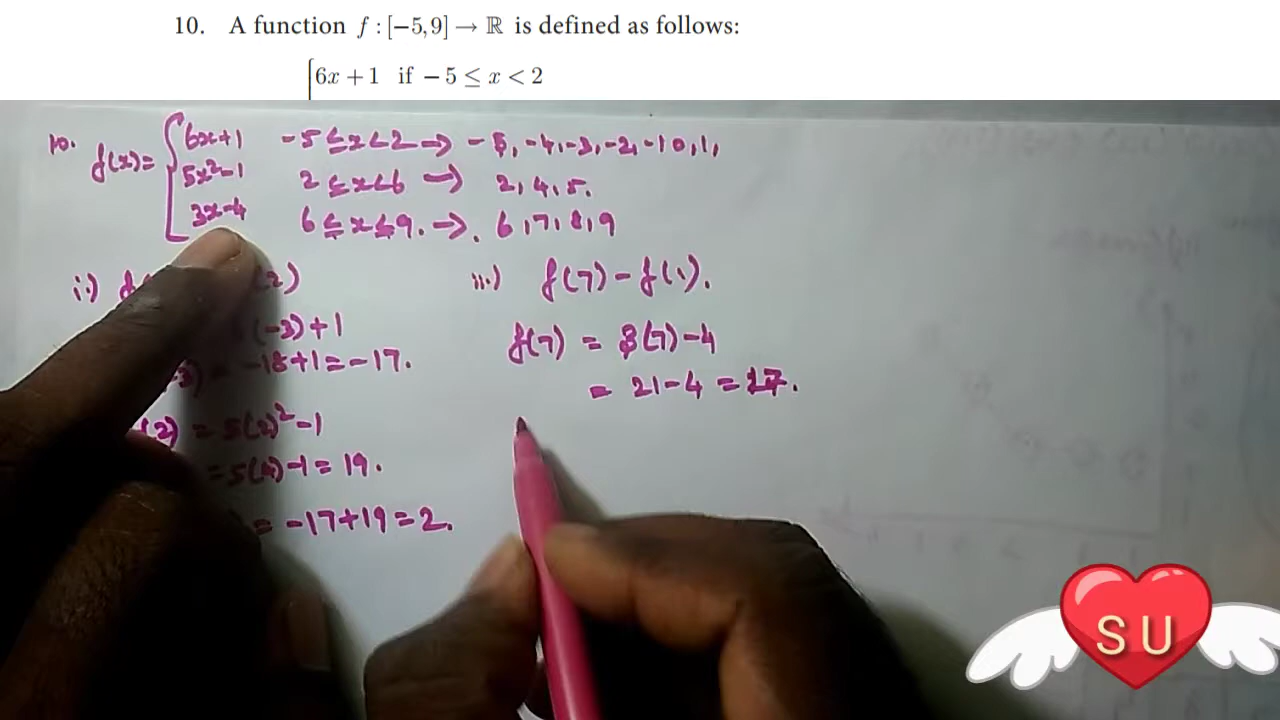 10. A function f : [−5,9] → ℝ is defined as follows:
6x + 1 if − 5 ≤ x < 2
10. f(x) = { 6x+1 -5 ≤ x < 2 → -5, -4, -3, -2, -1 0, 1,
5x²-1 2 ≤ x < 6 → 2, 4, 5.
3x-4 6 ≤ x ≤ 9. → . 6, 7, 8, 9
i.) 2)
(-3)+1
3) = -18+1 = -17.
(2) = 5(2)² - 1
= 5(4)-1 = 19.
= -17+19 = 2.
ii.) f(7) - f(1).
f(7) = 3(7)-4
= 21-4 = 17.
S U